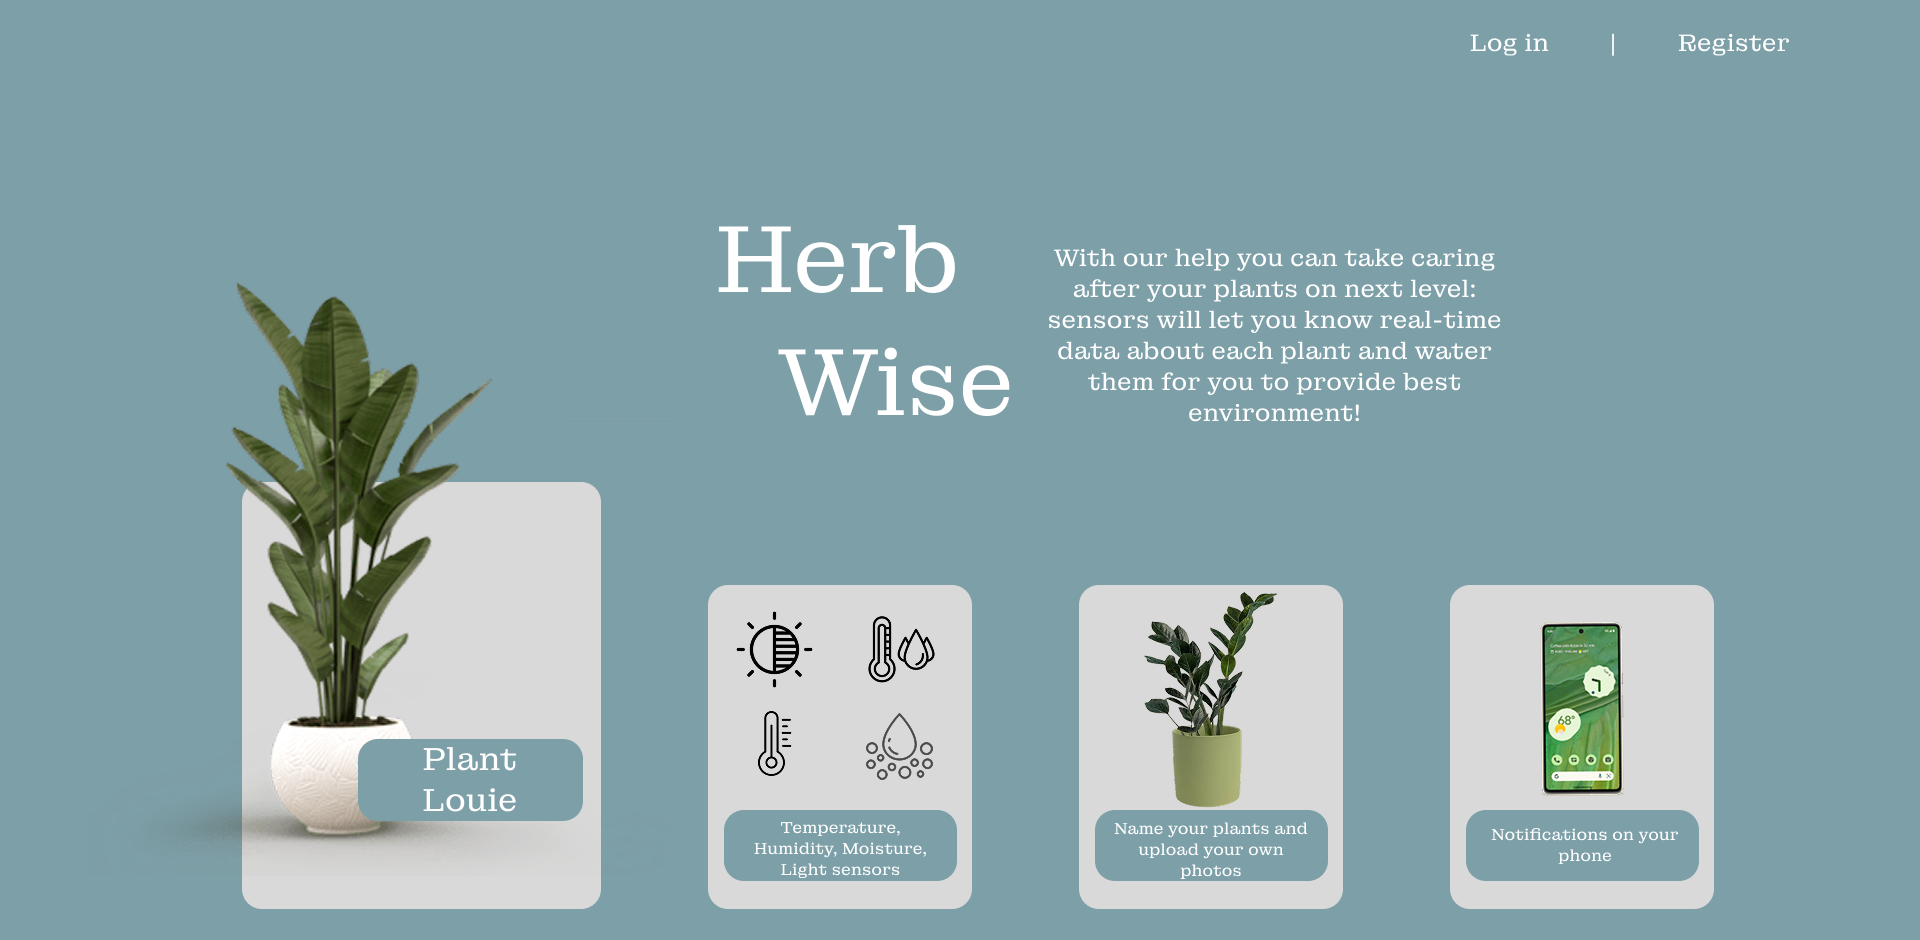 Log in | Register
Herb
Wise
With our help you can take caring
after your plants on next level:
sensors will let you know real-time
data about each plant and water
them for you to provide best
environment!
Plant
Louie
Temperature,
Humidity, Moisture,
Light sensors
Name your plants and
upload your own
photos
68°
Notifications on your
phone